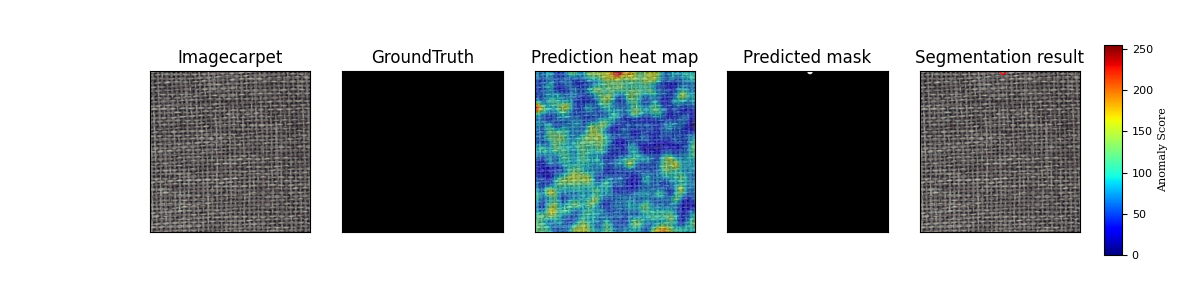 Imagecarpet
GroundTruth
Prediction heat map
Predicted mask
Segmentation result
250
200
150
100
50
0
Anomaly Score